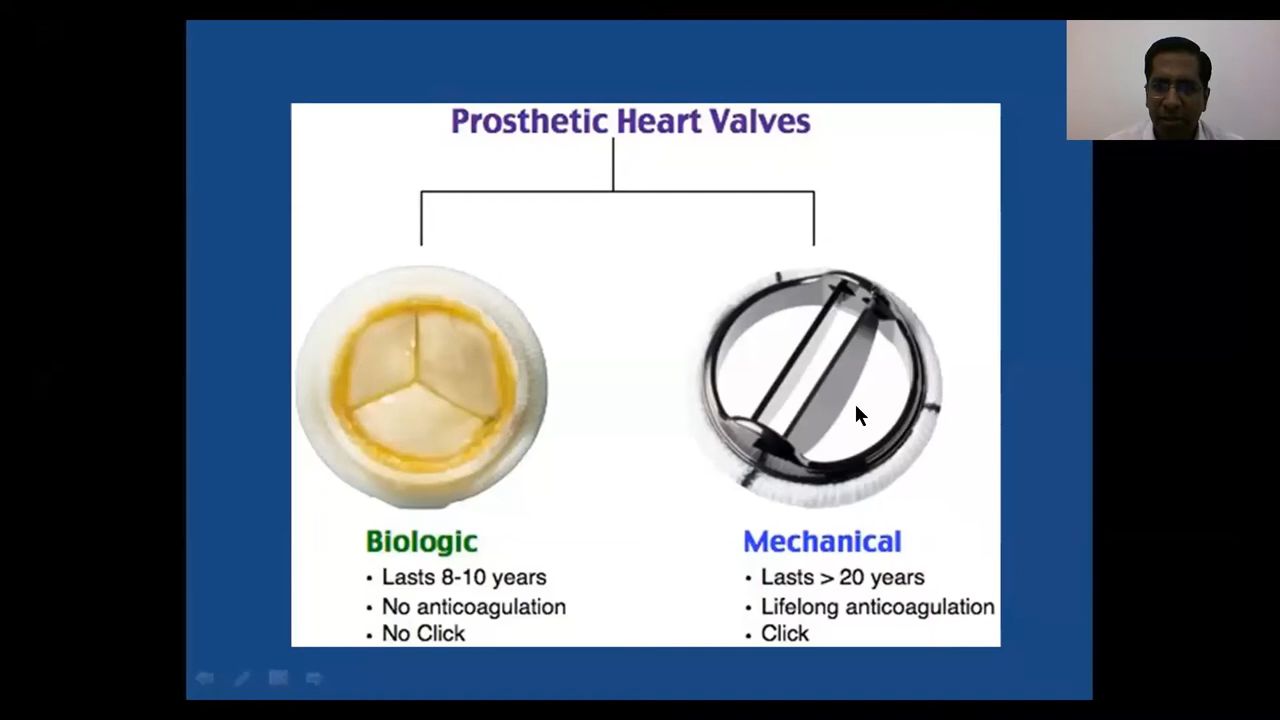 Prosthetic Heart Valves
Biologic
• Lasts 8-10 years
• No anticoagulation
• No Click
Mechanical
• Lasts > 20 years
• Lifelong anticoagulation
• Click